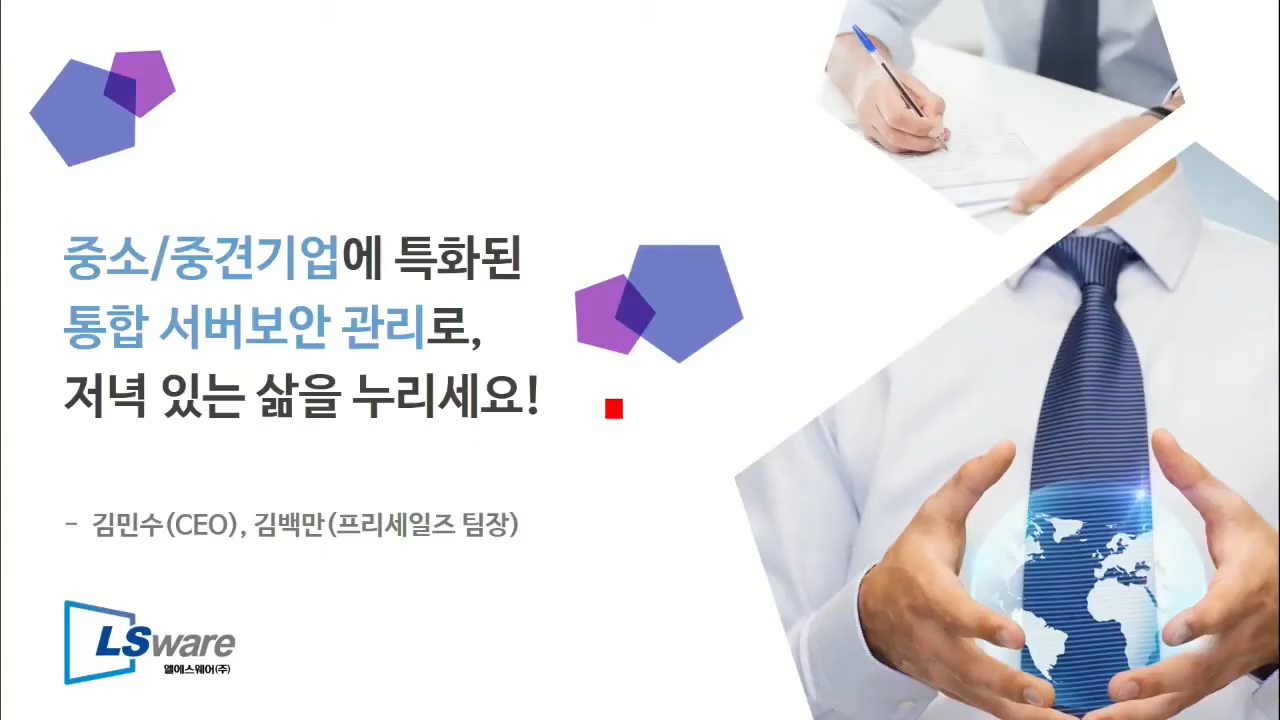 중소/중견기업에 특화된
통합 서버보안 관리로,
저녁 있는 삶을 누리세요!
- 김민수(CEO), 김백만(프리세일즈 팀장)
LSware
엘에스웨어(주)